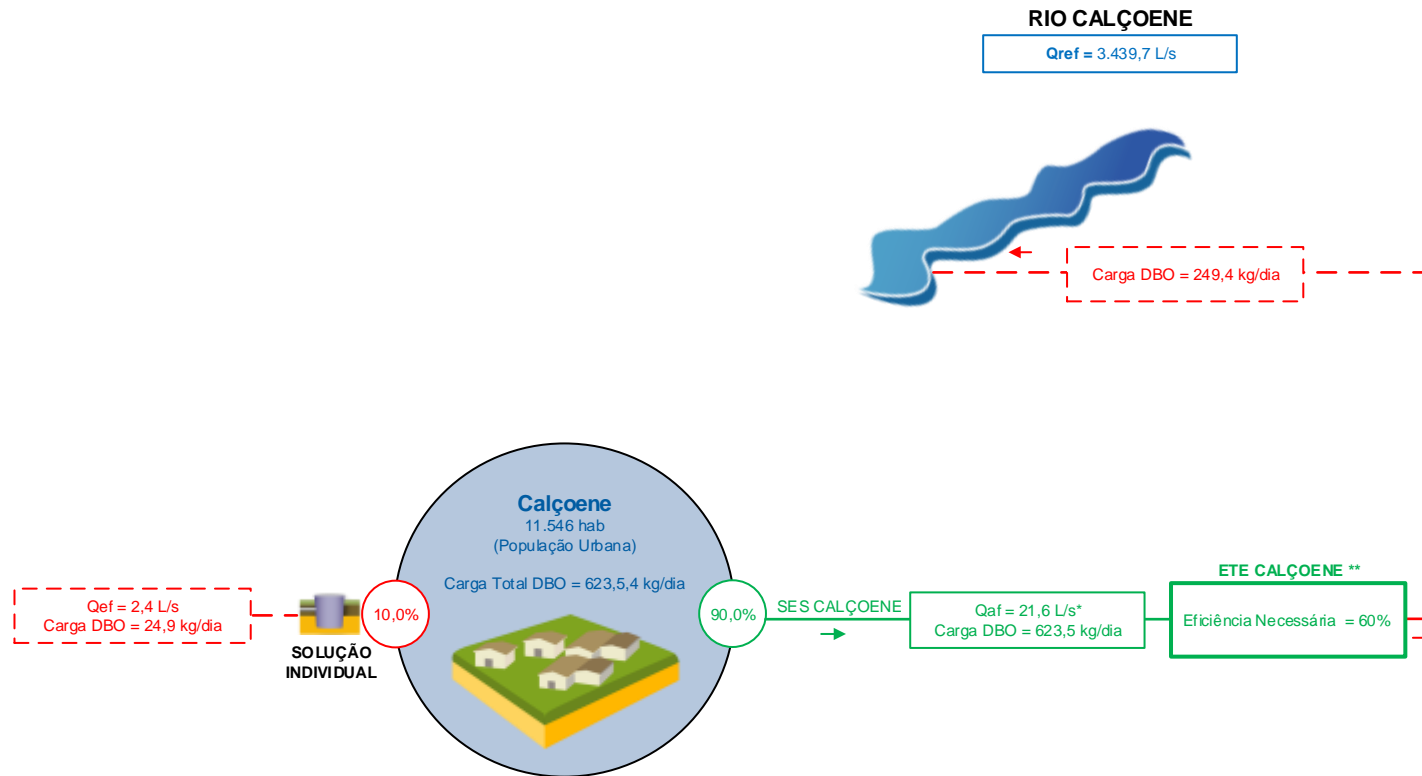 RIO CALÇOENE
Qref = 3.439,7 L/s
Carga DBO = 249,4 kg/dia
Calçoene
11.546 hab
(População Urbana)
Carga Total DBO = 623,5,4 kg/dia
Qef = 2,4 L/s
Carga DBO = 24,9 kg/dia
SOLUÇÃO
INDIVIDUAL
10,0%
90,0%
SES CALÇOENE
Qaf = 21,6 L/s*
Carga DBO = 623,5 kg/dia
ETE CALÇOENE **
Eficiência Necessária = 60%